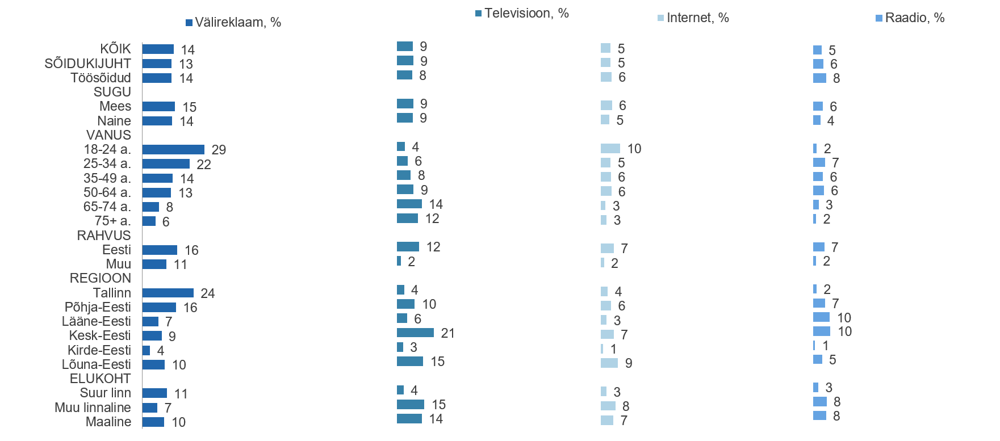 Välireklaam, % Televisioon, % Internet, % Raadio, %
KÕIK 14 9 5 5
SÕIDUKIJUHT 13 9 5 6
Töösõidud 14 8 6 8
SUGU
Mees 15 9 6 6
Naine 14 9 5 4
VANUS
18-24 a. 29 4 10 2
25-34 a. 22 6 5 7
35-49 a. 14 8 6 6
50-64 a. 13 9 6 6
65-74 a. 8 14 3 3
75+ a. 6 12 3 2
RAHVUS
Eesti 16 12 7 7
Muu 11 2 2 2
REGIOON
Tallinn 24 4 4 2
Põhja-Eesti 16 10 6 7
Lääne-Eesti 7 6 3 10
Kesk-Eesti 9 21 7 10
Kirde-Eesti 4 3 1 1
Lõuna-Eesti 10 15 9 5
ELUKOHT
Suur linn 11 4 3 3
Muu linnaline 7 15 8 8
Maaline 10 14 7 8